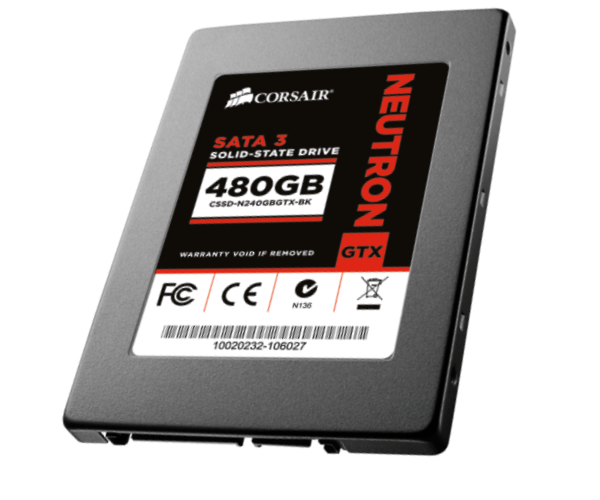 CORSAIR
NEUTRON
GTX
SATA 3
SOLID-STATE DRIVE
480GB
CSSD-N240GBGTX-BK
WARRANTY VOID IF REMOVED
FC CE N136
10020232-106027